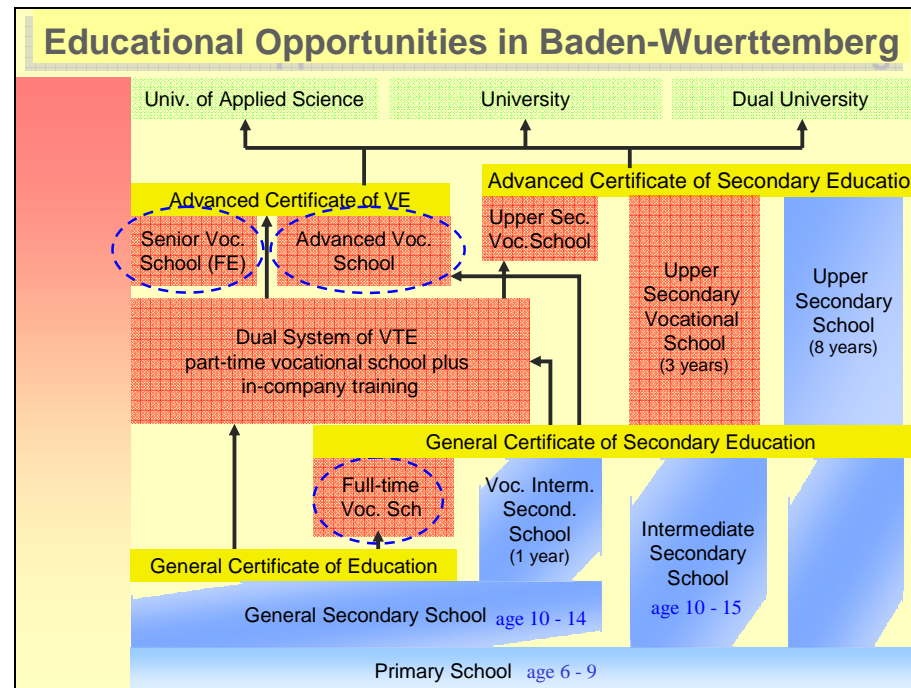 Educational Opportunities in Baden-Wuerttemberg
Univ. of Applied Science
University
Dual University
Advanced Certificate of VE
Advanced Certificate of Secondary Educatio
Senior Voc.
School (FE)
Advanced Voc.
School
Upper Sec.
Voc.School
Upper
Secondary
Vocational
School
(3 years)
Upper
Secondary
School
(8 years)
Dual System of VTE
part-time vocational school plus
in-company training
General Certificate of Secondary Education
Full-time
Voc. Sch
Voc. Interm.
Second.
School
(1 year)
Intermediate
Secondary
School
age 10 - 15
General Certificate of Education
General Secondary School age 10 - 14
Primary School age 6 - 9